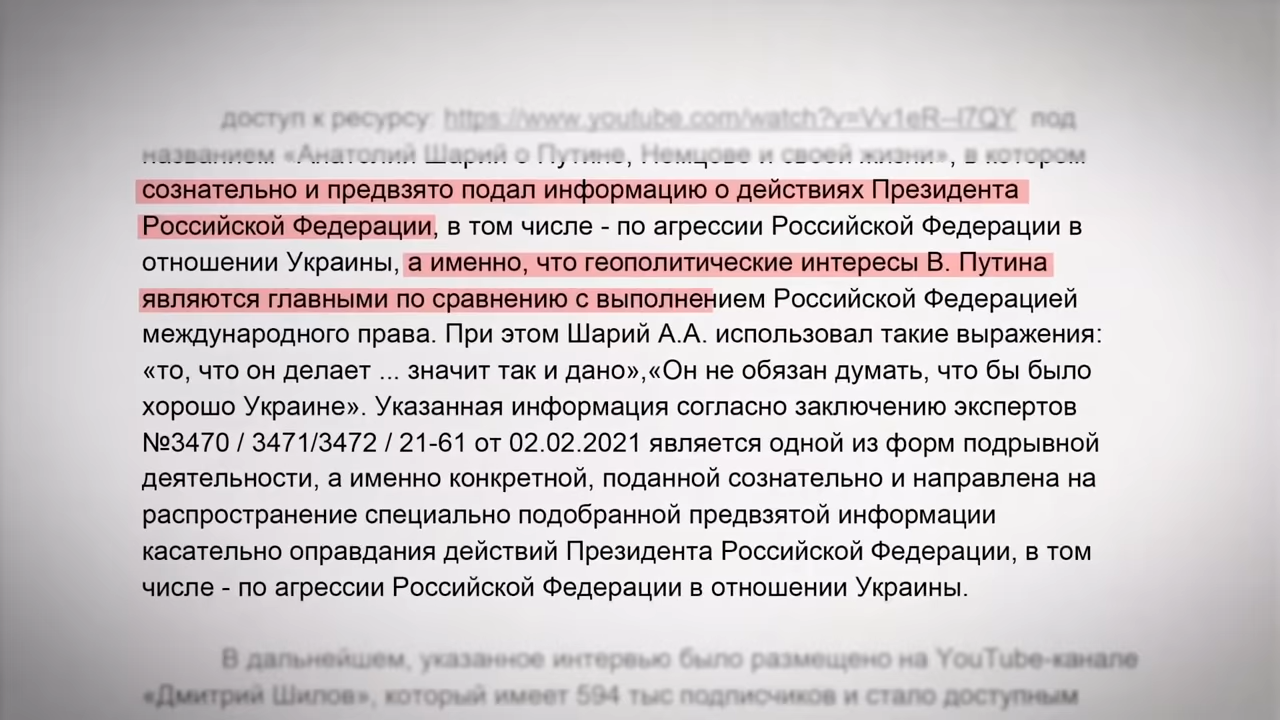 доступ к ресурсу: https://www.youtube.com/watch?v= под
названием «Анатолий Шарий о Путине, Немцове и своей жизни», в котором
сознательно и предвзято подал информацию о действиях Президента
Российской Федерации, в том числе - по агрессии Российской Федерации в
отношении Украины, а именно, что геополитические интересы В. Путина
являются главными по сравнению с выполнением Российской Федерацией
международного права. При этом Шарий А.А. использовал такие выражения:
«то, что он делает ... значит так и дано»,«Он не обязан думать, что бы было
хорошо Украине». Указанная информация согласно заключению экспертов
№3470 / 3471/3472 / 21-61 от 02.02.2021 является одной из форм подрывной
деятельности, а именно конкретной, поданной сознательно и направлена на
распространение специально подобранной предвзятой информации
касательно оправдания действий Президента Российской Федерации, в том
числе - по агрессии Российской Федерации в отношении Украины.
В дальнейшем, указанное интервью было размещено на YouTube-канале
«Дмитрий Шилов», который имеет 594 тыс подписчиков и стало доступным